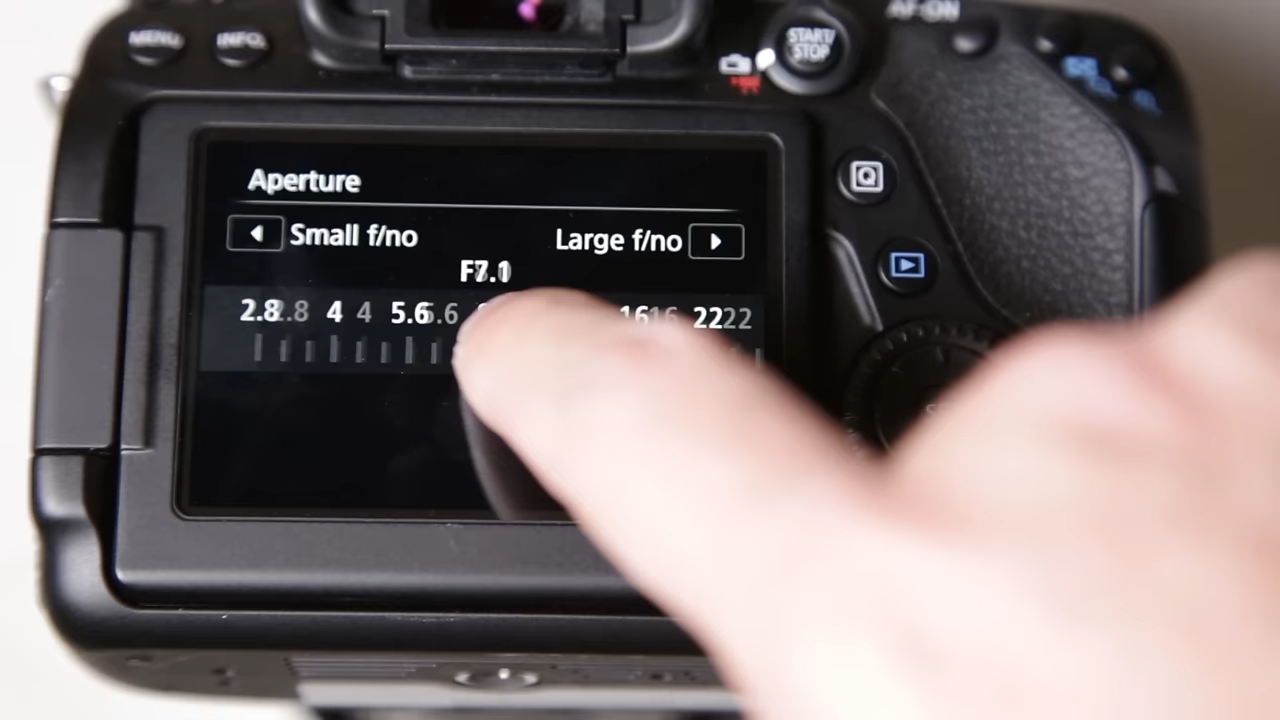 MENU INFO.
START/
STOP
AF-ON
Q
Aperture
Small f/no Large f/no
F7.1
2.8 4 5.6 16 22